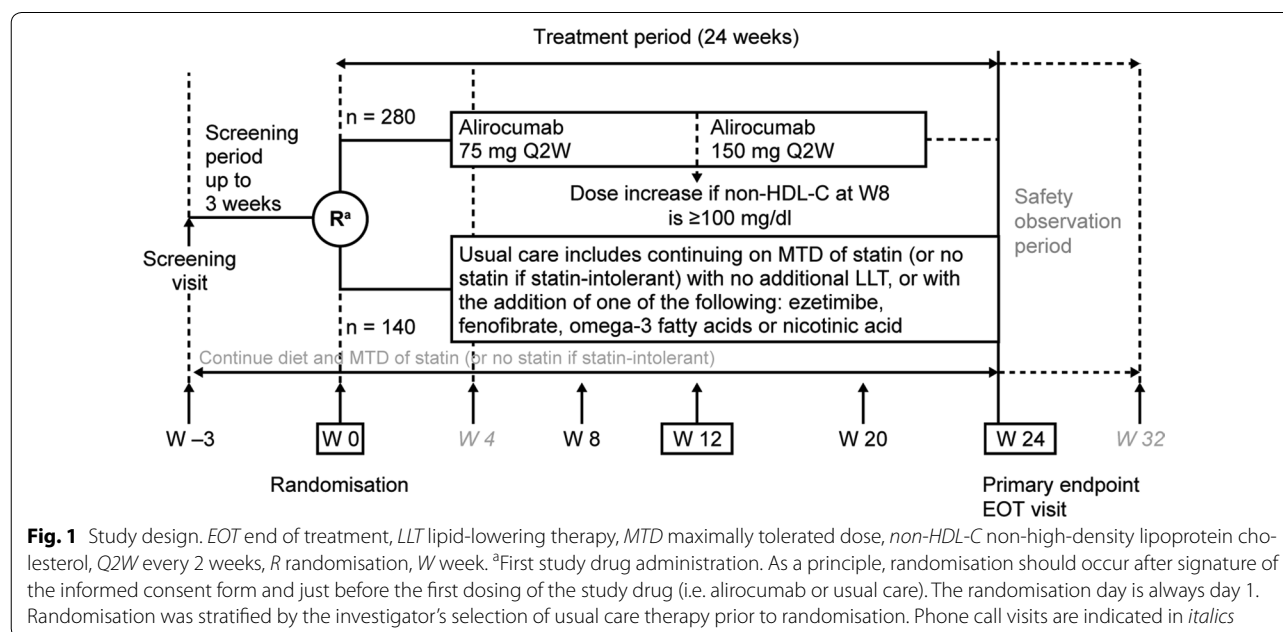 Treatment period (24 weeks)
n = 280
Screening
period
up to
3 weeks
Alirocumab
75 mg Q2W
Alirocumab
150 mg Q2W
Dose increase if non-HDL-C at W8
is ≥100 mg/dl
Rᵃ
Safety
observation
period
Screening
visit
Usual care includes continuing on MTD of statin (or no
statin if statin-intolerant) with no additional LLT, or with
the addition of one of the following: ezetimibe,
fenofibrate, omega-3 fatty acids or nicotinic acid
n = 140
Continue diet and MTD of statin (or no statin if statin-intolerant)
W –3
W 0
W 4
W 8
W 12
W 20
W 24
W 32
Randomisation
Primary endpoint
EOT visit
Fig. 1 Study design. EOT end of treatment, LLT lipid-lowering therapy, MTD maximally tolerated dose, non-HDL-C non-high-density lipoprotein cho-
lesterol, Q2W every 2 weeks, R randomisation, W week. ᵃFirst study drug administration. As a principle, randomisation should occur after signature of
the informed consent form and just before the first dosing of the study drug (i.e. alirocumab or usual care). The randomisation day is always day 1.
Randomisation was stratified by the investigator's selection of usual care therapy prior to randomisation. Phone call visits are indicated in italics